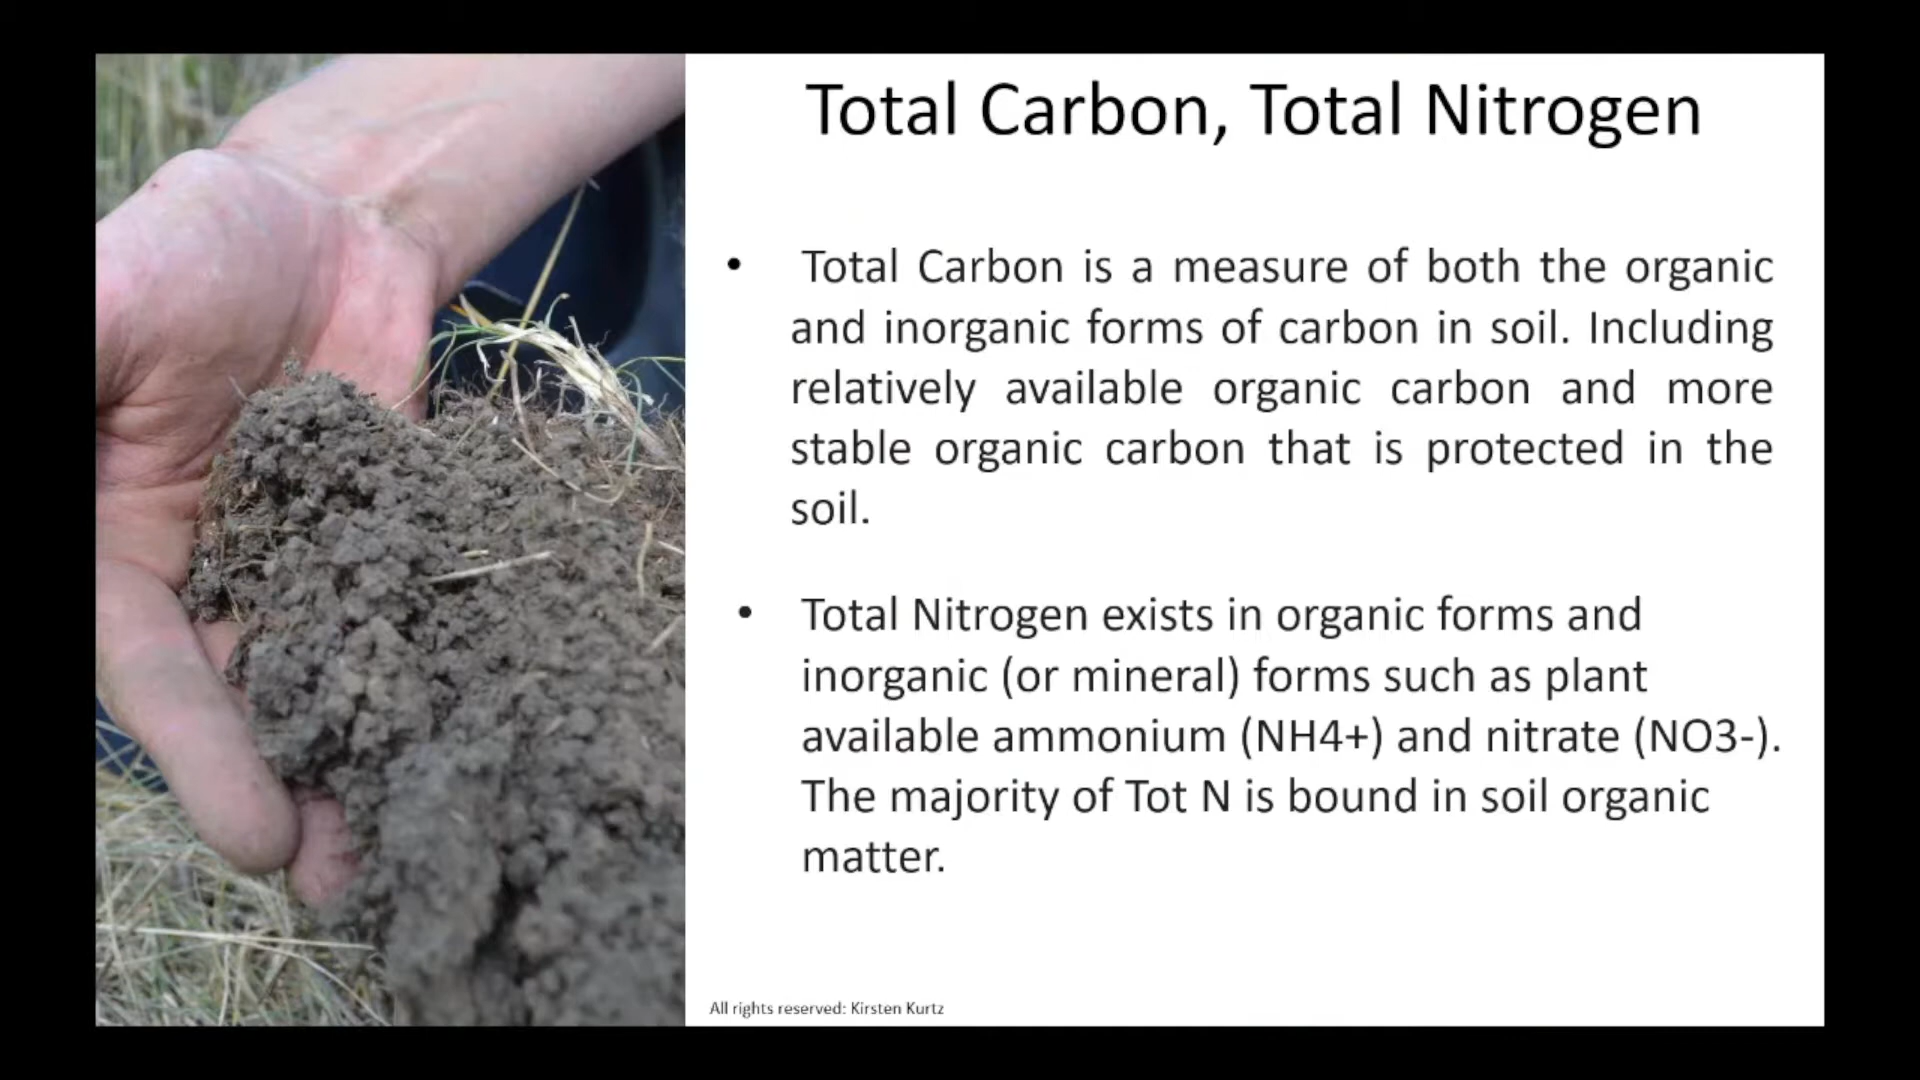 Total Carbon, Total Nitrogen
• Total Carbon is a measure of both the organic
and inorganic forms of carbon in soil. Including
relatively available organic carbon and more
stable organic carbon that is protected in the
soil.
• Total Nitrogen exists in organic forms and
inorganic (or mineral) forms such as plant
available ammonium (NH4+) and nitrate (NO3-).
The majority of Tot N is bound in soil organic
matter.
All rights reserved: Kirsten Kurtz